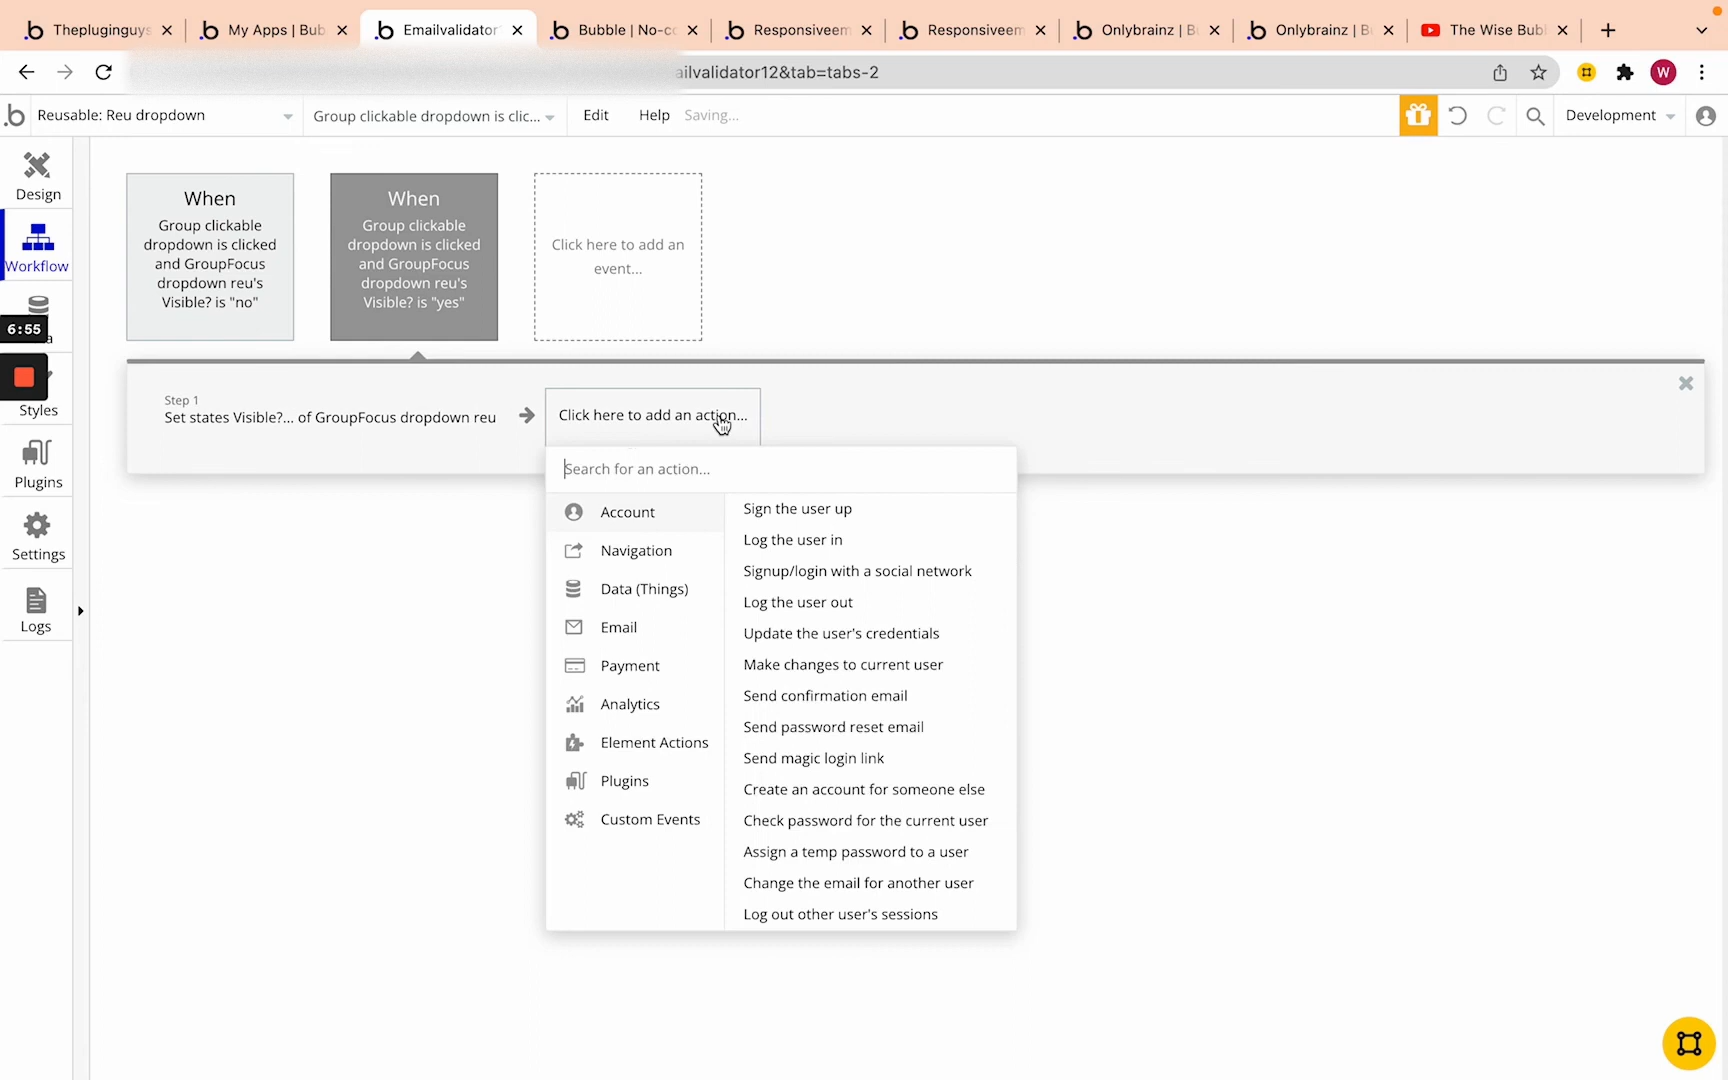 Thepluginguys
My Apps | Bub
Emailvalidator
Bubble | No-co
Responsiveem
Responsiveem
Onlybrainz | B
Onlybrainz | B
The Wise Bub
ailvalidator12&tab=tabs-2
W
Reusable: Reu dropdown
Group clickable dropdown is clic...
Edit
Help
Saving...
Development
Design
Workflow
6:55
a
Styles
Plugins
Settings
Logs
When
Group clickable
dropdown is clicked
and GroupFocus
dropdown reu's
Visible? is "no"
When
Group clickable
dropdown is clicked
and GroupFocus
dropdown reu's
Visible? is "yes"
Click here to add an
event...
Step 1
Set states Visible?... of GroupFocus dropdown reu
Click here to add an action...
Search for an action...
Account
Navigation
Data (Things)
Email
Payment
Analytics
Element Actions
Plugins
Custom Events
Sign the user up
Log the user in
Signup/login with a social network
Log the user out
Update the user's credentials
Make changes to current user
Send confirmation email
Send password reset email
Send magic login link
Create an account for someone else
Check password for the current user
Assign a temp password to a user
Change the email for another user
Log out other user's sessions